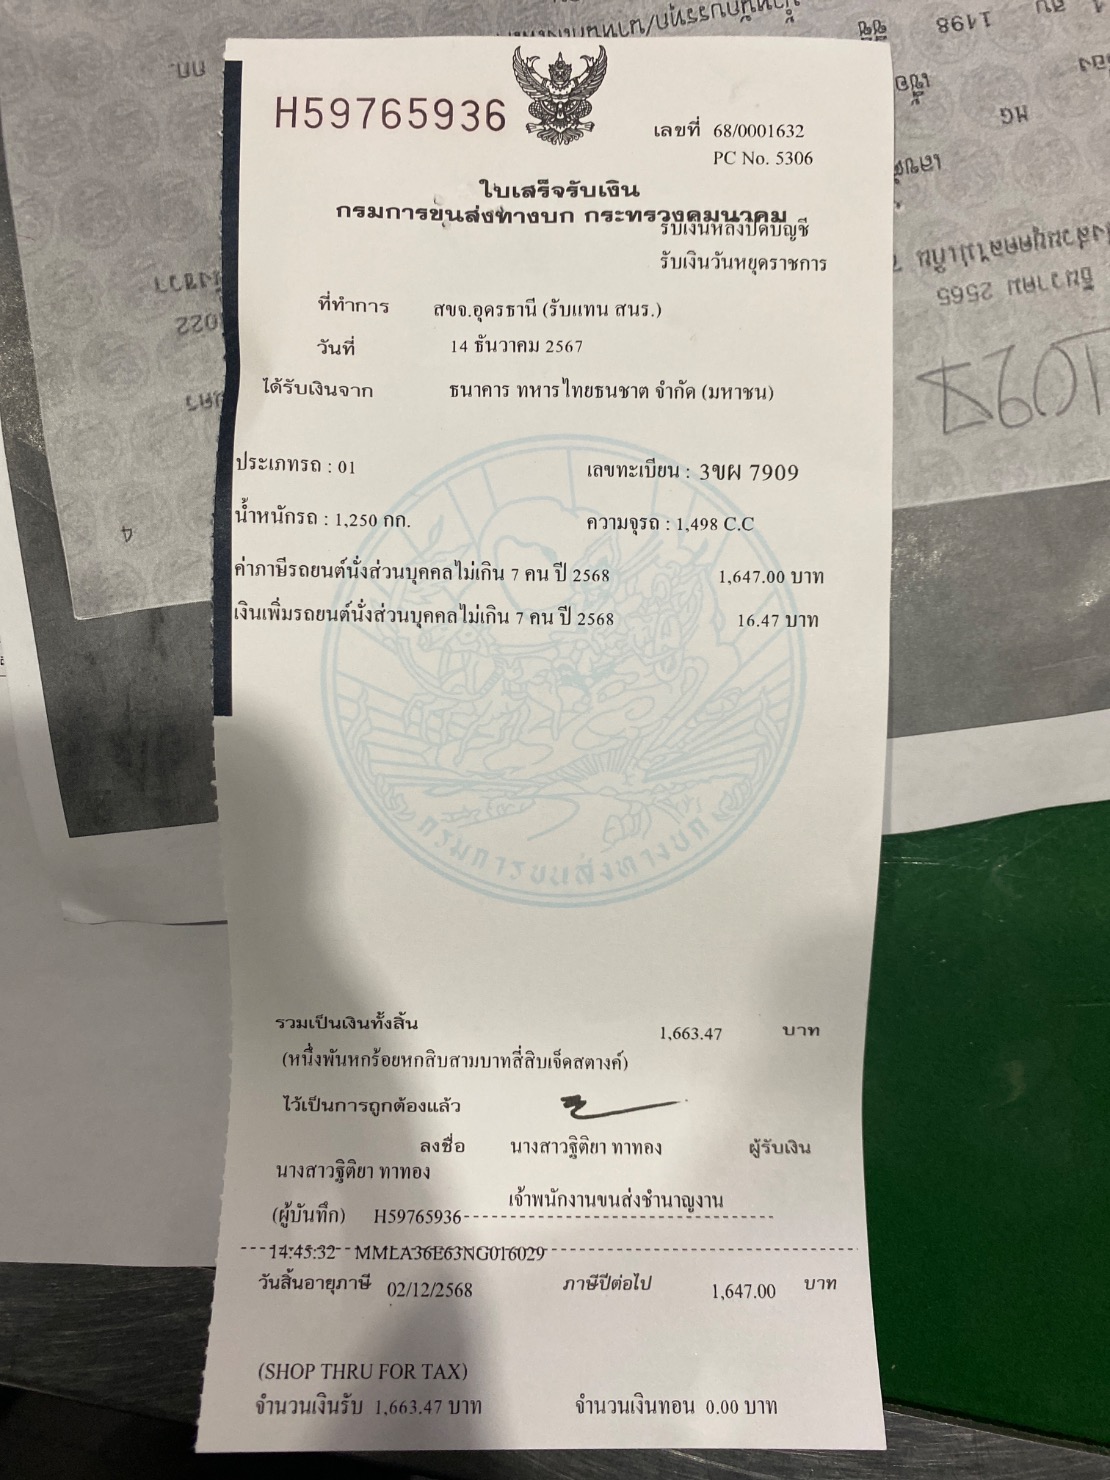 H59765936
เลขที่ 68/0001632
PC No. 5306
ใบเสร็จรับเงิน
กรมการขนส่งทางบก กระทรวงคมนาคม
รับเงินหลังปิดบัญชี
รับเงินวันหยุดราชการ
ที่ทำการ สขจ.อุดรธานี (รับแทน สนร.)
วันที่ 14 ธันวาคม 2567
ได้รับเงินจาก ธนาคาร ทหารไทยธนชาต จำกัด (มหาชน)
ประเภทรถ : 01 เลขทะเบียน : 3ขผ 7909
น้ำหนักรถ : 1,250 กก. ความจุรถ : 1,498 C.C
ค่าภาษีรถยนต์นั่งส่วนบุคคลไม่เกิน 7 คน ปี 2568 1,647.00 บาท
เงินเพิ่มรถยนต์นั่งส่วนบุคคลไม่เกิน 7 คน ปี 2568 16.47 บาท
กรมการขนส่งทางบก
รวมเป็นเงินทั้งสิ้น 1,663.47 บาท
(หนึ่งพันหกร้อยหกสิบสามบาทสี่สิบเจ็ดสตางค์)
ไว้เป็นการถูกต้องแล้ว
ลงชื่อ นางสาวฐิติยา ทาทอง ผู้รับเงิน
นางสาวฐิติยา ทาทอง
เจ้าพนักงานขนส่งชำนาญงาน
(ผู้บันทึก) H59765936
14:45:32 MMLA36E63NG016029
วันสิ้นอายุภาษี 02/12/2568 ภาษีปีต่อไป 1,647.00 บาท
(SHOP THRU FOR TAX)
จำนวนเงินรับ 1,663.47 บาท จำนวนเงินทอน 0.00 บาท
1198
ซีซี
MG
ธันวาคม 2565
กก.
4